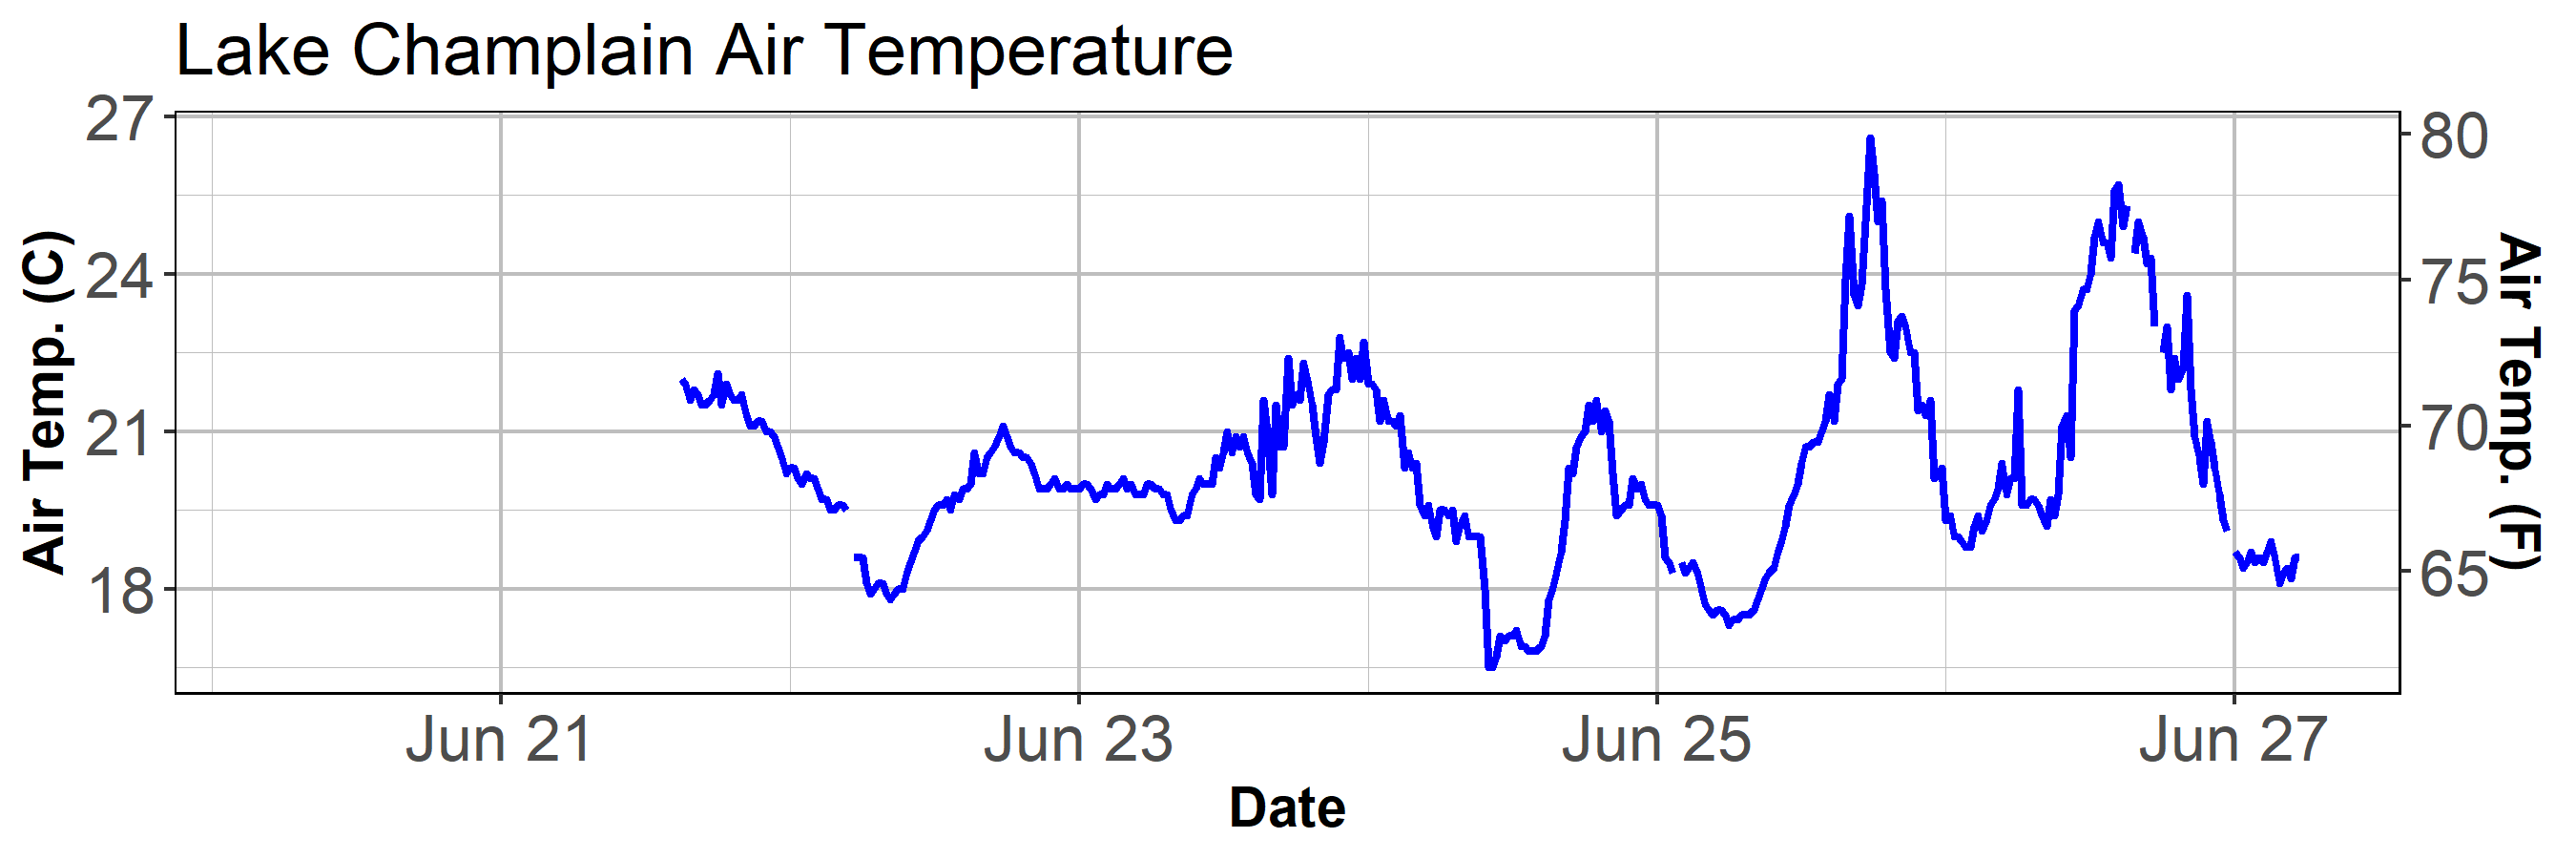 Lake Champlain Air Temperature
27
24
21
18
Air Temp. (C)
80
75
70
65
Air Temp. (F)
Jun 21
Jun 23
Jun 25
Jun 27
Date